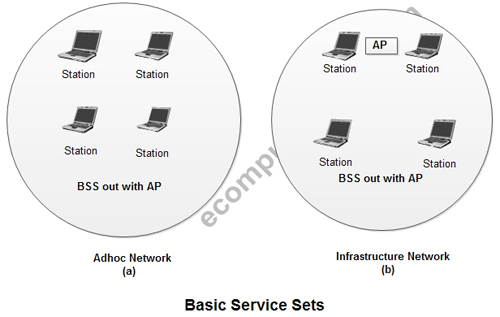 Station
Station
Station
Station
BSS out with AP
Adhoc Network
(a)
AP
Station
Station
Station
Station
BSS out with AP
Infrastructure Network
(b)
Basic Service Sets